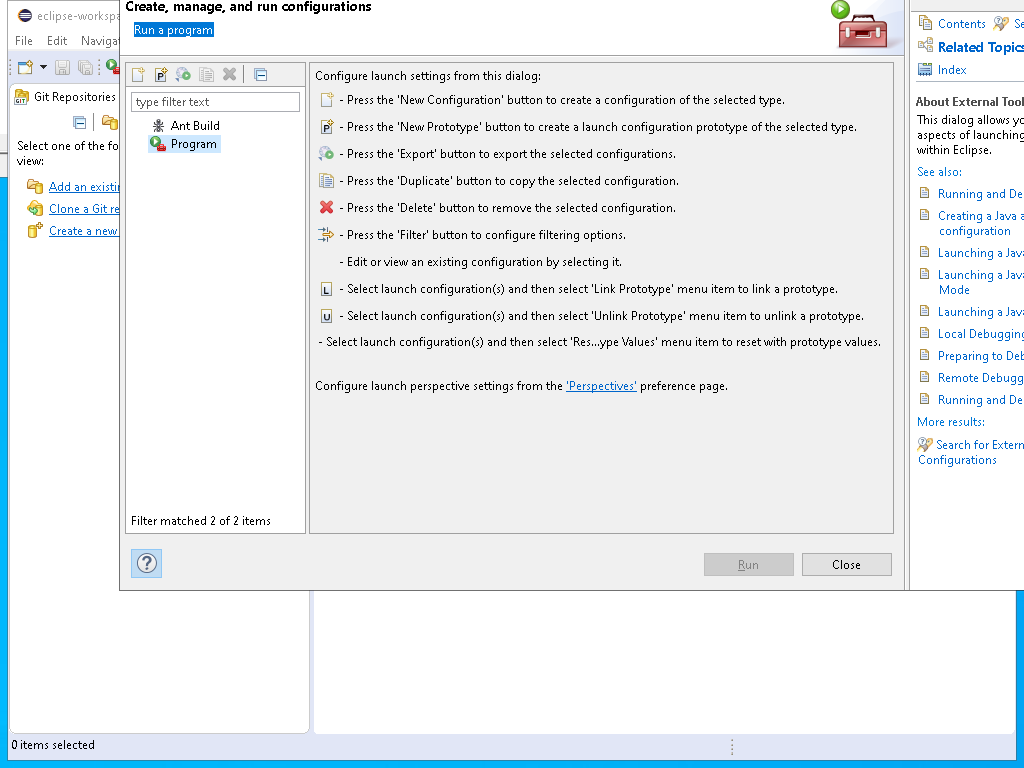 eclipse-workspa
File Edit Naviga
Git Repositories
Select one of the fo
view:
Add an existi
Clone a Git re
Create a new
0 items selected
Create, manage, and run configurations
Run a program
type filter text
Ant Build
Program
Filter matched 2 of 2 items
Configure launch settings from this dialog:
- Press the 'New Configuration' button to create a configuration of the selected type.
- Press the 'New Prototype' button to create a launch configuration prototype of the selected type.
- Press the 'Export' button to export the selected configurations.
- Press the 'Duplicate' button to copy the selected configuration.
- Press the 'Delete' button to remove the selected configuration.
- Press the 'Filter' button to configure filtering options.
- Edit or view an existing configuration by selecting it.
- Select launch configuration(s) and then select 'Link Prototype' menu item to link a prototype.
- Select launch configuration(s) and then select 'Unlink Prototype' menu item to unlink a prototype.
- Select launch configuration(s) and then select 'Res...ype Values' menu item to reset with prototype values.
Configure launch perspective settings from the 'Perspectives' preference page.
Run Close
Contents Se
Related Topics
Index
About External Tool
This dialog allows yo
aspects of launching
within Eclipse.
See also:
Running and De
Creating a Java a
configuration
Launching a Java
Launching a Java
Mode
Launching a Java
Local Debugging
Preparing to Deb
Remote Debugg
Running and De
More results:
Search for Extern
Configurations